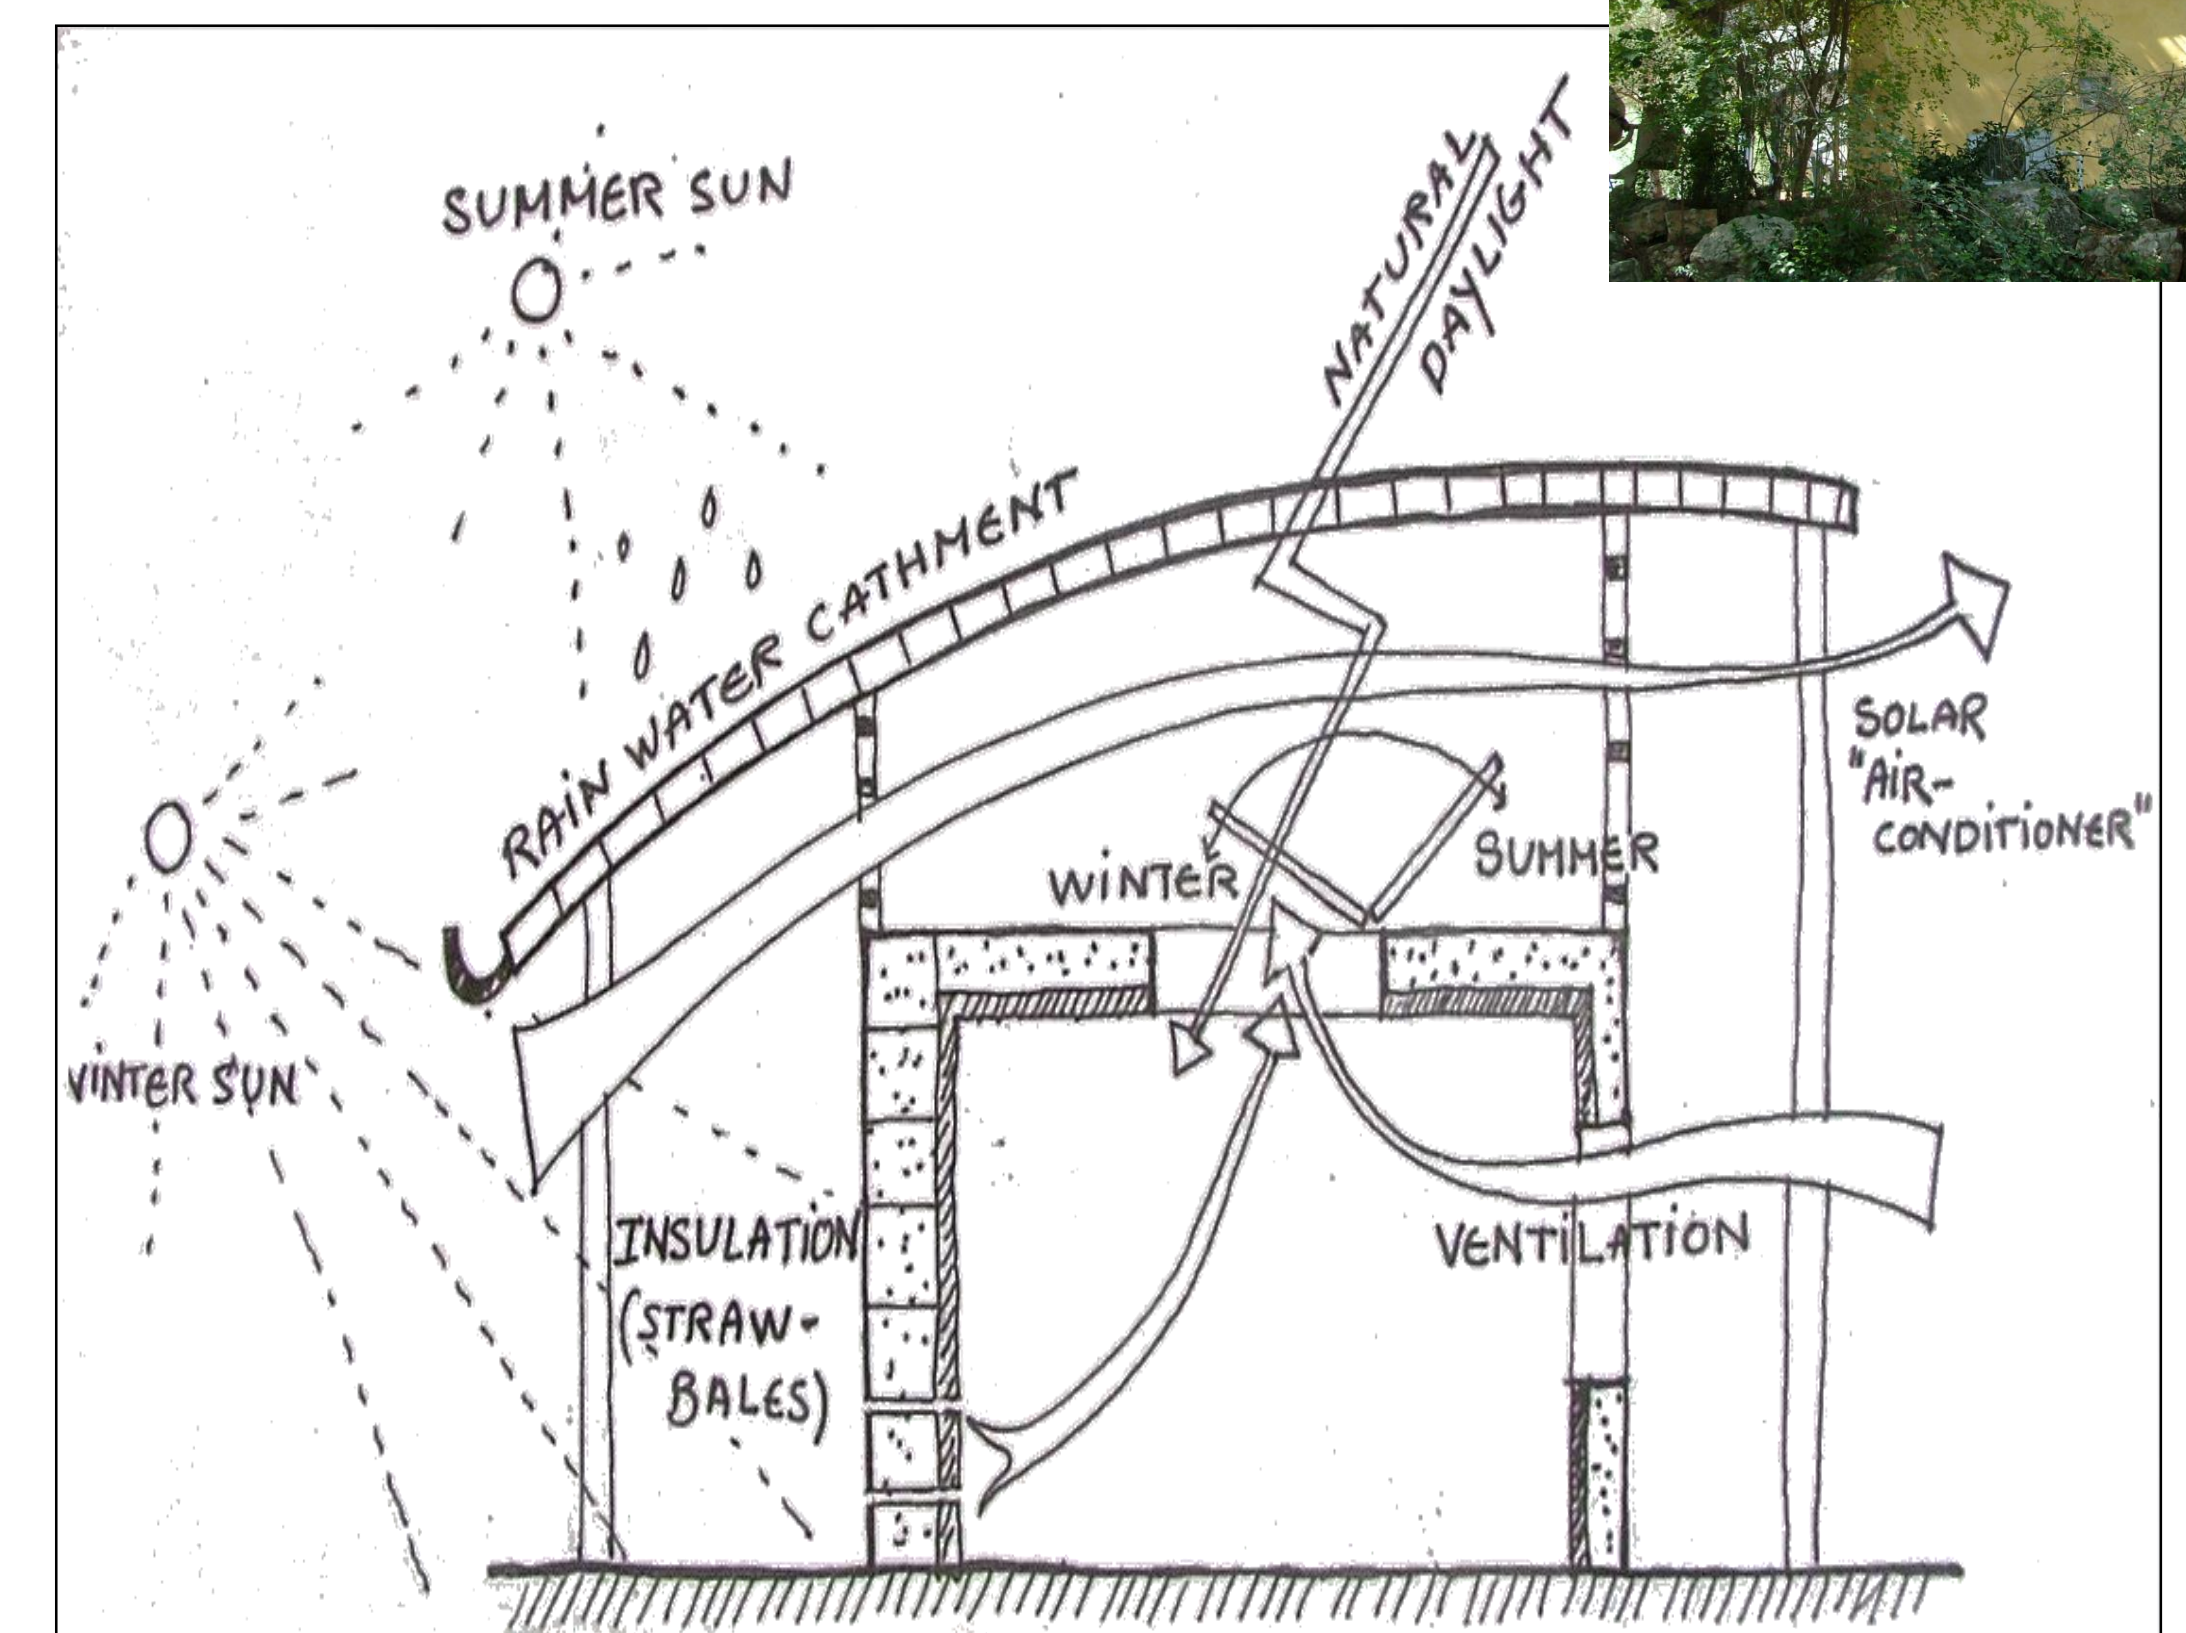 SUMMER SUN
NATURAL
DAYLIGHT
RAIN WATER CATHMENT
SOLAR
"AIR-
CONDITIONER"
WINTER
SUMMER
VINTER SUN
INSULATION
(STRAW-
BALES)
VENTILATION